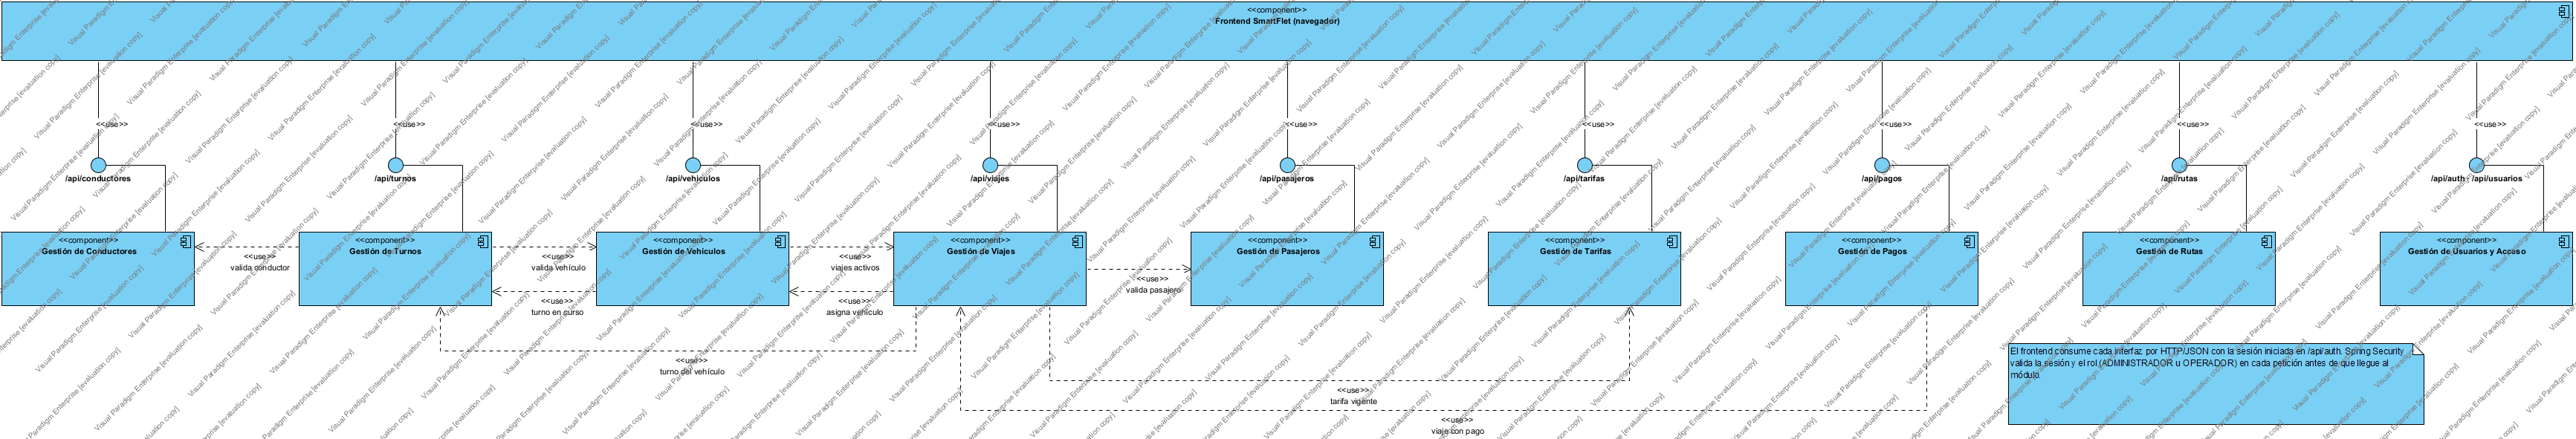 <<component>>
Frontend SmartFlet (navegador)
<<use>>
<<use>>
<<use>>
<<use>>
<<use>>
<<use>>
<<use>>
<<use>>
<<use>>
/api/conductores
/api/turnos
/api/vehiculos
/api/viajes
/api/pasajeros
/api/tarifas
/api/pagos
/api/rutas
/api/auth · /api/usuarios
<<component>>
Gestión de Conductores
<<component>>
Gestión de Turnos
<<component>>
Gestión de Vehículos
<<component>>
Gestión de Viajes
<<component>>
Gestión de Pasajeros
<<component>>
Gestión de Tarifas
<<component>>
Gestión de Pagos
<<component>>
Gestión de Rutas
<<component>>
Gestión de Usuarios y Acceso
<<use>>
valida conductor
<<use>>
valida vehículo
<<use>>
viajes activos
<<use>>
valida pasajero
<<use>>
turno en curso
<<use>>
asigna vehículo
<<use>>
turno del vehículo
<<use>>
tarifa vigente
<<use>>
viaje con pago
El frontend consume cada interfaz por HTTP/JSON con la sesión iniciada en /api/auth. Spring Security
valida la sesión y el rol (ADMINISTRADOR u OPERADOR) en cada petición antes de que llegue al
módulo.
Visual Paradigm Enterprise [evaluation copy]